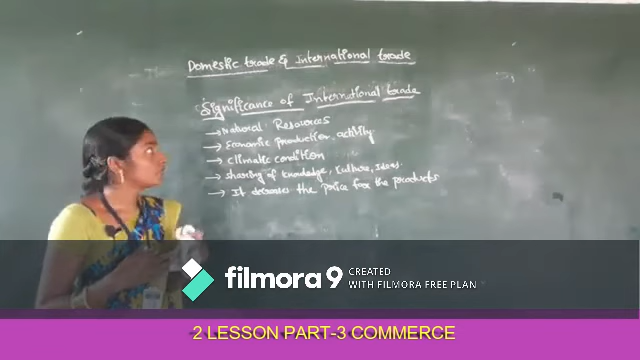 Domestic trade & International trade
Significance of International trade
→ Natural Resources
→ Economic production activity
→ climatic condition
→ sharing of knowledge, culture, Ideas.
→ It decreases the price for the products
filmora 9 CREATED
WITH FILMORA FREE PLAN
2 LESSON PART-3 COMMERCE